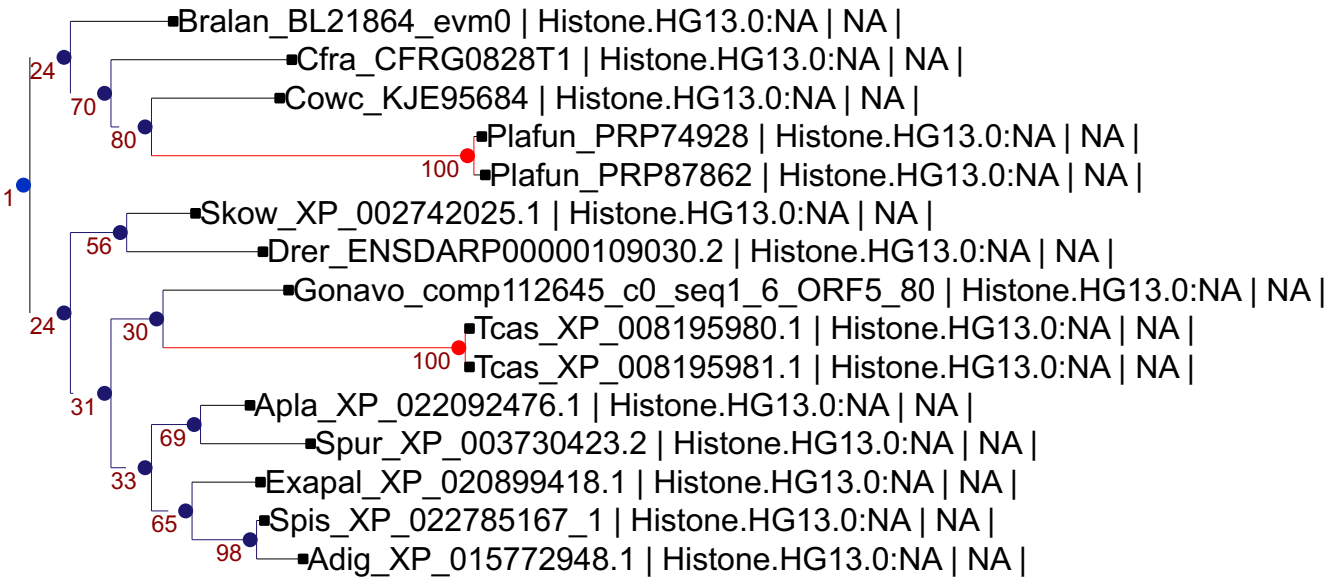 Bralan_BL21864_evm0 | Histone.HG13.0:NA | NA |
24
Cfra_CFRG0828T1 | Histone.HG13.0:NA | NA |
70
Cowc_KJE95684 | Histone.HG13.0:NA | NA |
80
Plafun_PRP74928 | Histone.HG13.0:NA | NA |
100
Plafun_PRP87862 | Histone.HG13.0:NA | NA |
1
Skow_XP_002742025.1 | Histone.HG13.0:NA | NA |
56
Drer_ENSDARP00000109030.2 | Histone.HG13.0:NA | NA |
Gonavo_comp112645_c0_seq1_6_ORF5_80 | Histone.HG13.0:NA | NA |
24
30
Tcas_XP_008195980.1 | Histone.HG13.0:NA | NA |
100
Tcas_XP_008195981.1 | Histone.HG13.0:NA | NA |
31
Apla_XP_022092476.1 | Histone.HG13.0:NA | NA |
69
Spur_XP_003730423.2 | Histone.HG13.0:NA | NA |
33
Exapal_XP_020899418.1 | Histone.HG13.0:NA | NA |
65
Spis_XP_022785167_1 | Histone.HG13.0:NA | NA |
98
Adig_XP_015772948.1 | Histone.HG13.0:NA | NA |